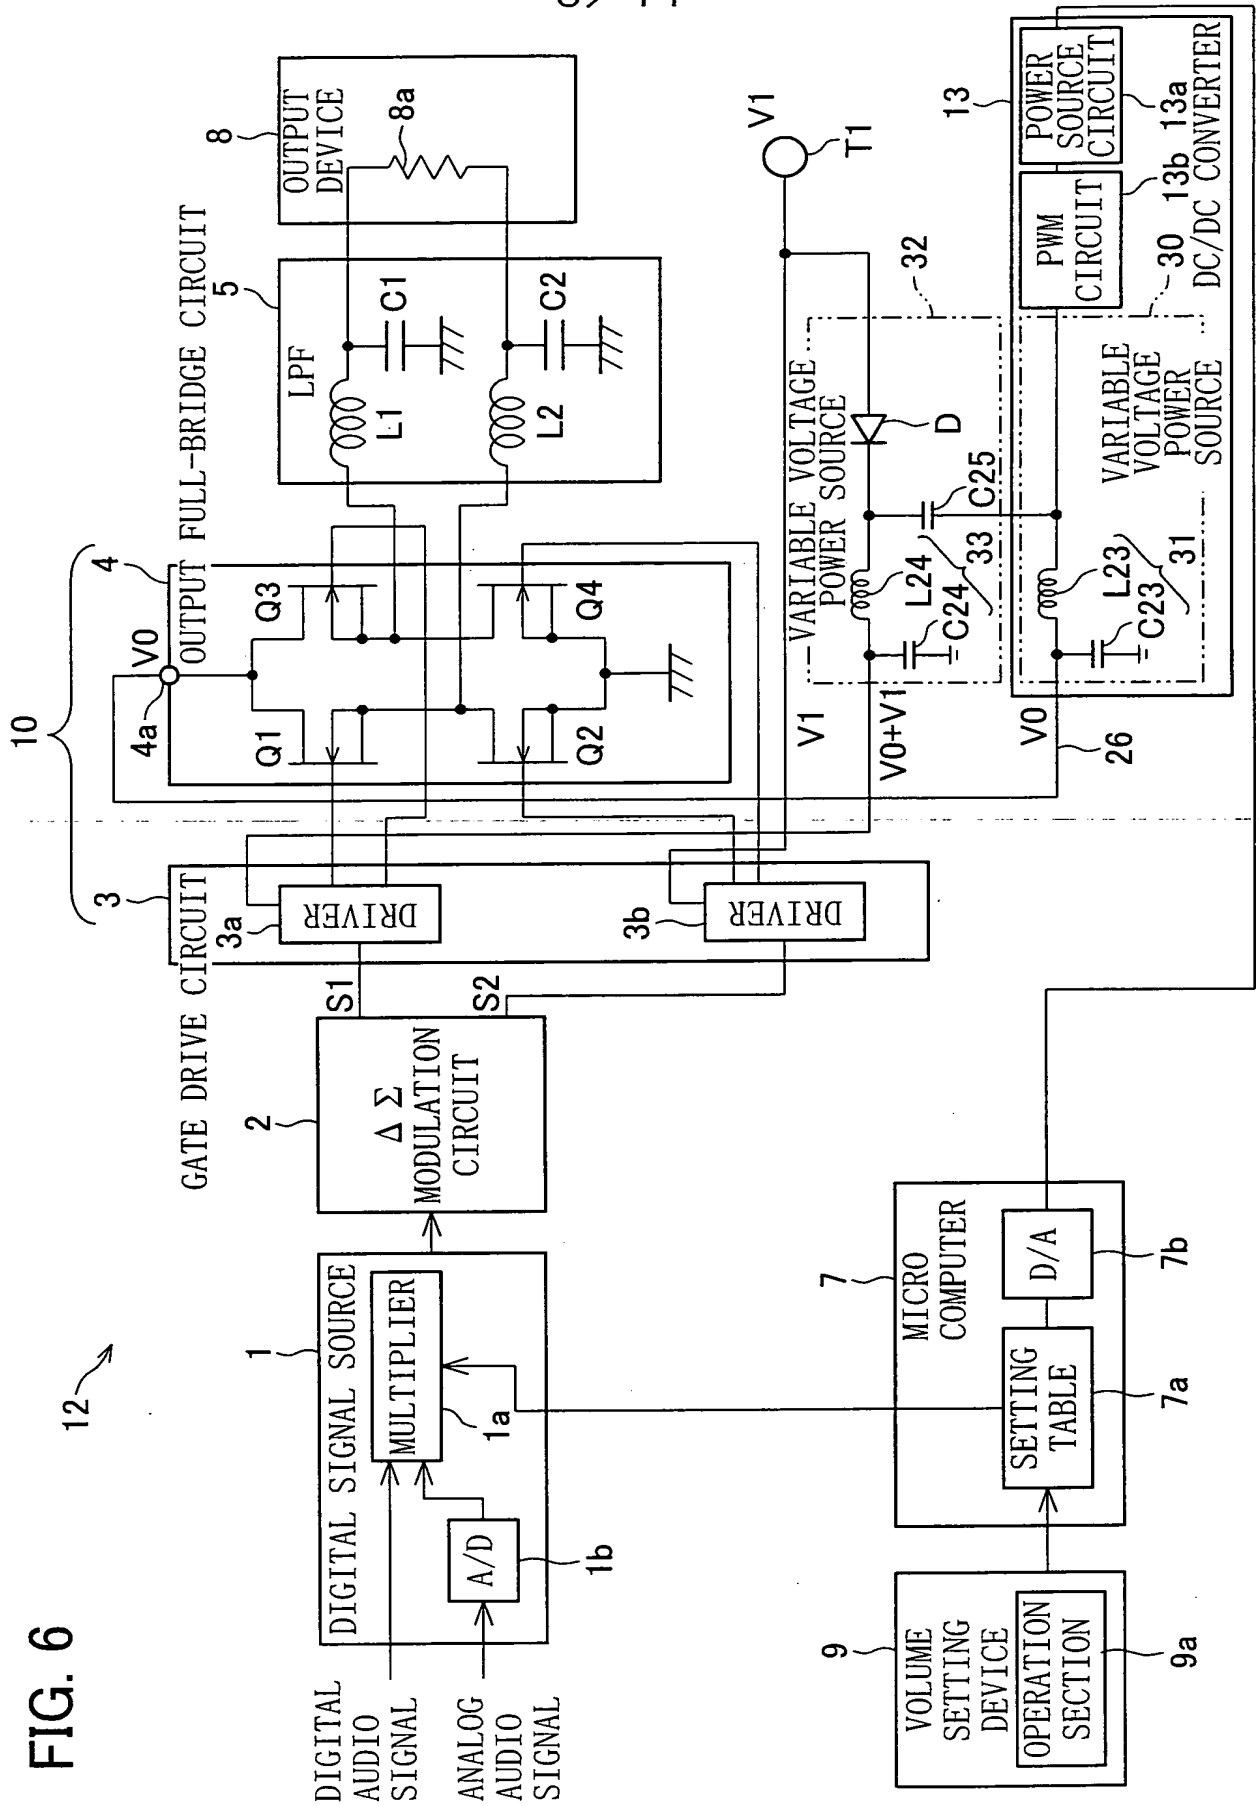 FIG. 6
12
DIGITAL
AUDIO
SIGNAL
ANALOG
AUDIO
SIGNAL
1
DIGITAL SIGNAL SOURCE
MULTIPLIER
1a
A/D
1b
2
Δ Σ
MODULATION
CIRCUIT
S1
S2
10
3
GATE DRIVE CIRCUIT
3a
DRIVER
3b
DRIVER
4
OUTPUT FULL-BRIDGE CIRCUIT
V0
4a
Q1
Q3
Q2
Q4
5
LPF
L1
C1
L2
C2
8
OUTPUT
DEVICE
8a
V1
T1
V1
V0+V1
V0
26
VARIABLE VOLTAGE
POWER SOURCE
32
D
L24
C24
33
C25
L23
C23
31
VARIABLE
VOLTAGE
POWER
SOURCE
30
13
POWER
SOURCE
CIRCUIT
13a
PWM
CIRCUIT
13b
DC/DC CONVERTER
7
MICRO
COMPUTER
SETTING
TABLE
7a
D/A
7b
9
VOLUME
SETTING
DEVICE
OPERATION
SECTION
9a